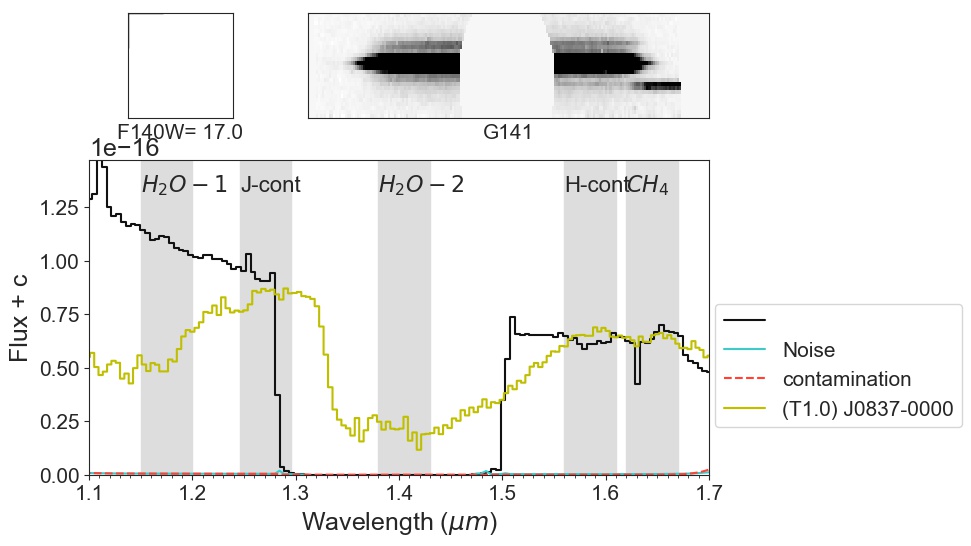 F140W= 17.0
G141
1e−16
H₂O − 1
J-cont
H₂O − 2
H-cont
CH₄
1.25
1.00
0.75
0.50
0.25
0.00
Flux + c
1.1
1.2
1.3
1.4
1.5
1.6
1.7
Wavelength (μm)
Noise
contamination
(T1.0) J0837-0000